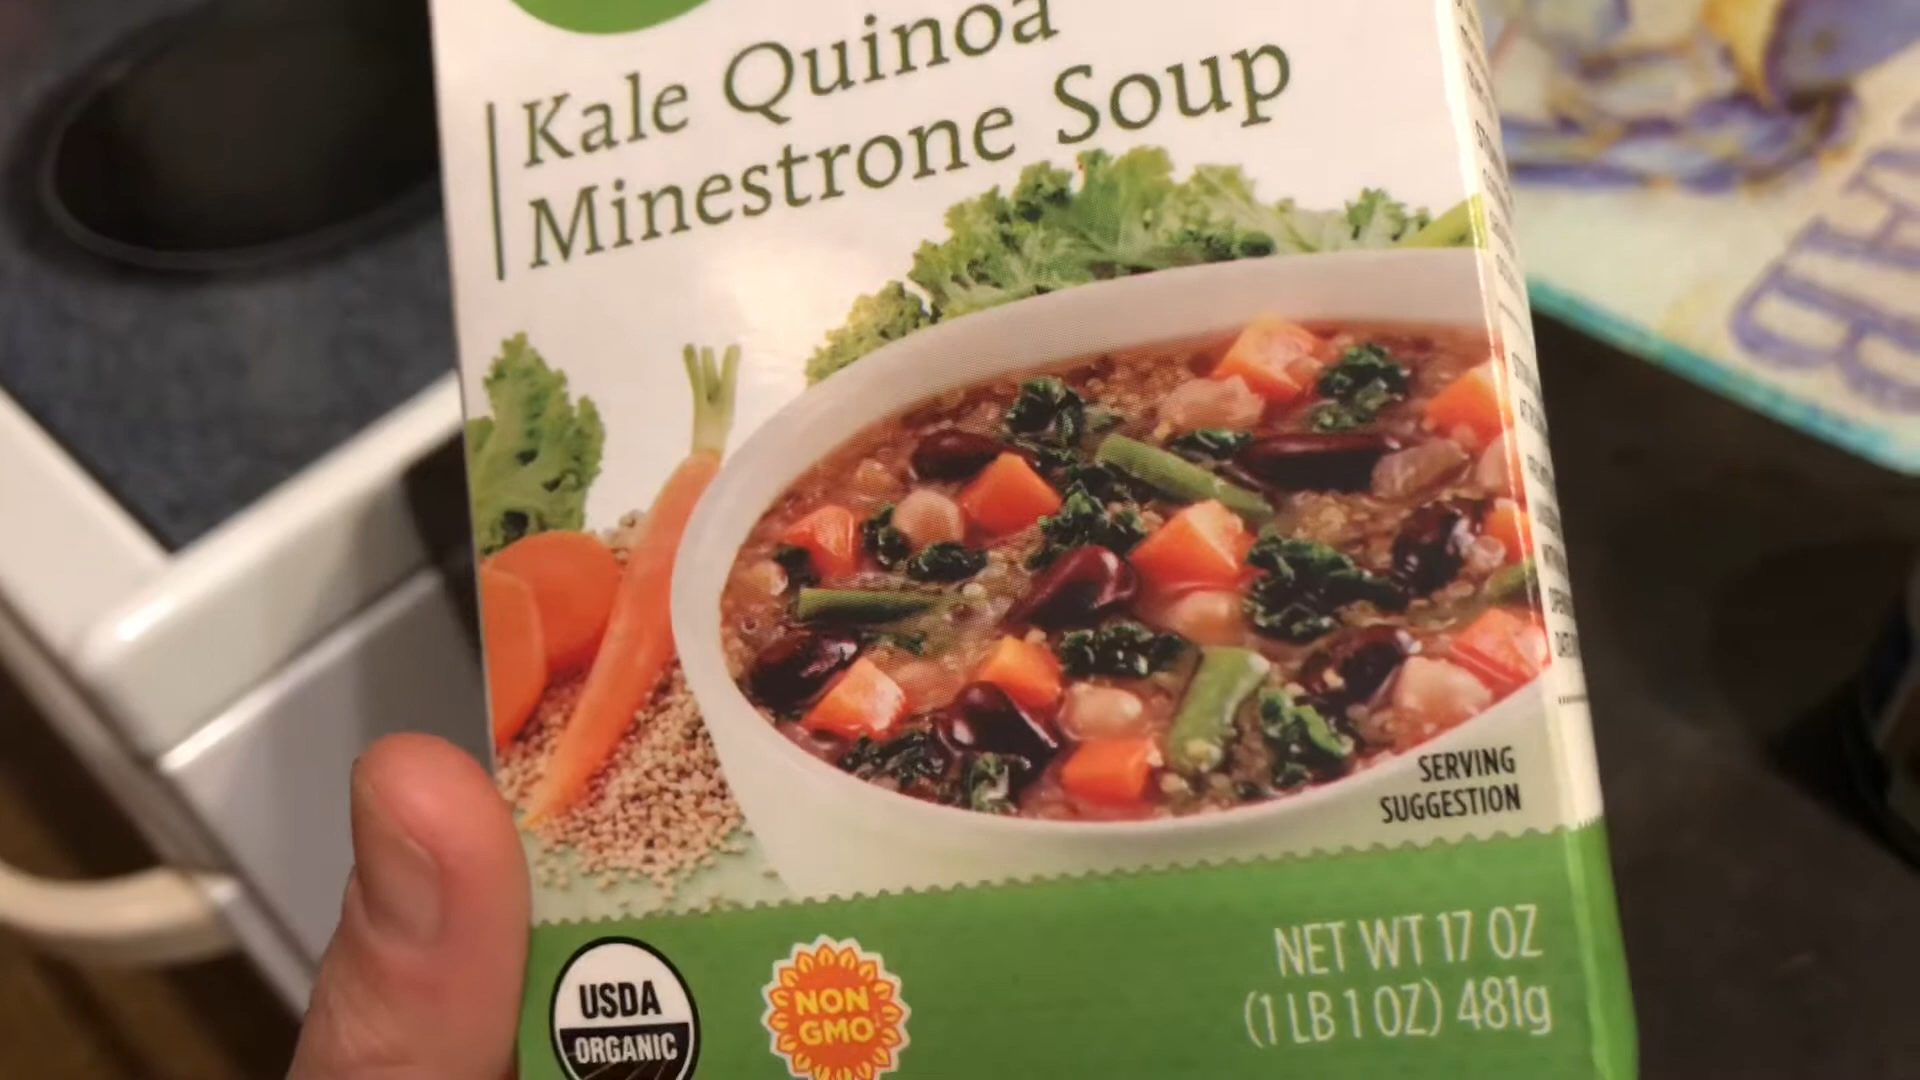 Kale Quinoa
Minestrone Soup
SERVING
SUGGESTION
USDA
ORGANIC
NON
GMO
NET WT 17 OZ
(1 LB 1 OZ) 481g